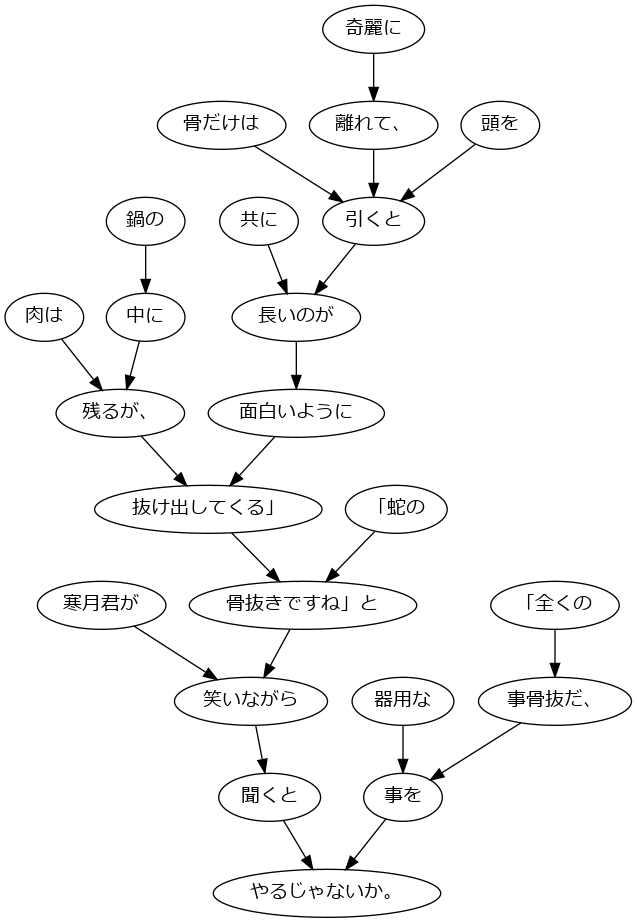 奇麗に
骨だけは
離れて、
頭を
鍋の
共に
引くと
肉は
中に
長いのが
残るが、
面白いように
抜け出してくる」
「蛇の
寒月君が
骨抜きですね」と
「全くの
笑いながら
器用な
事骨抜だ、
聞くと
事を
やるじゃないか。